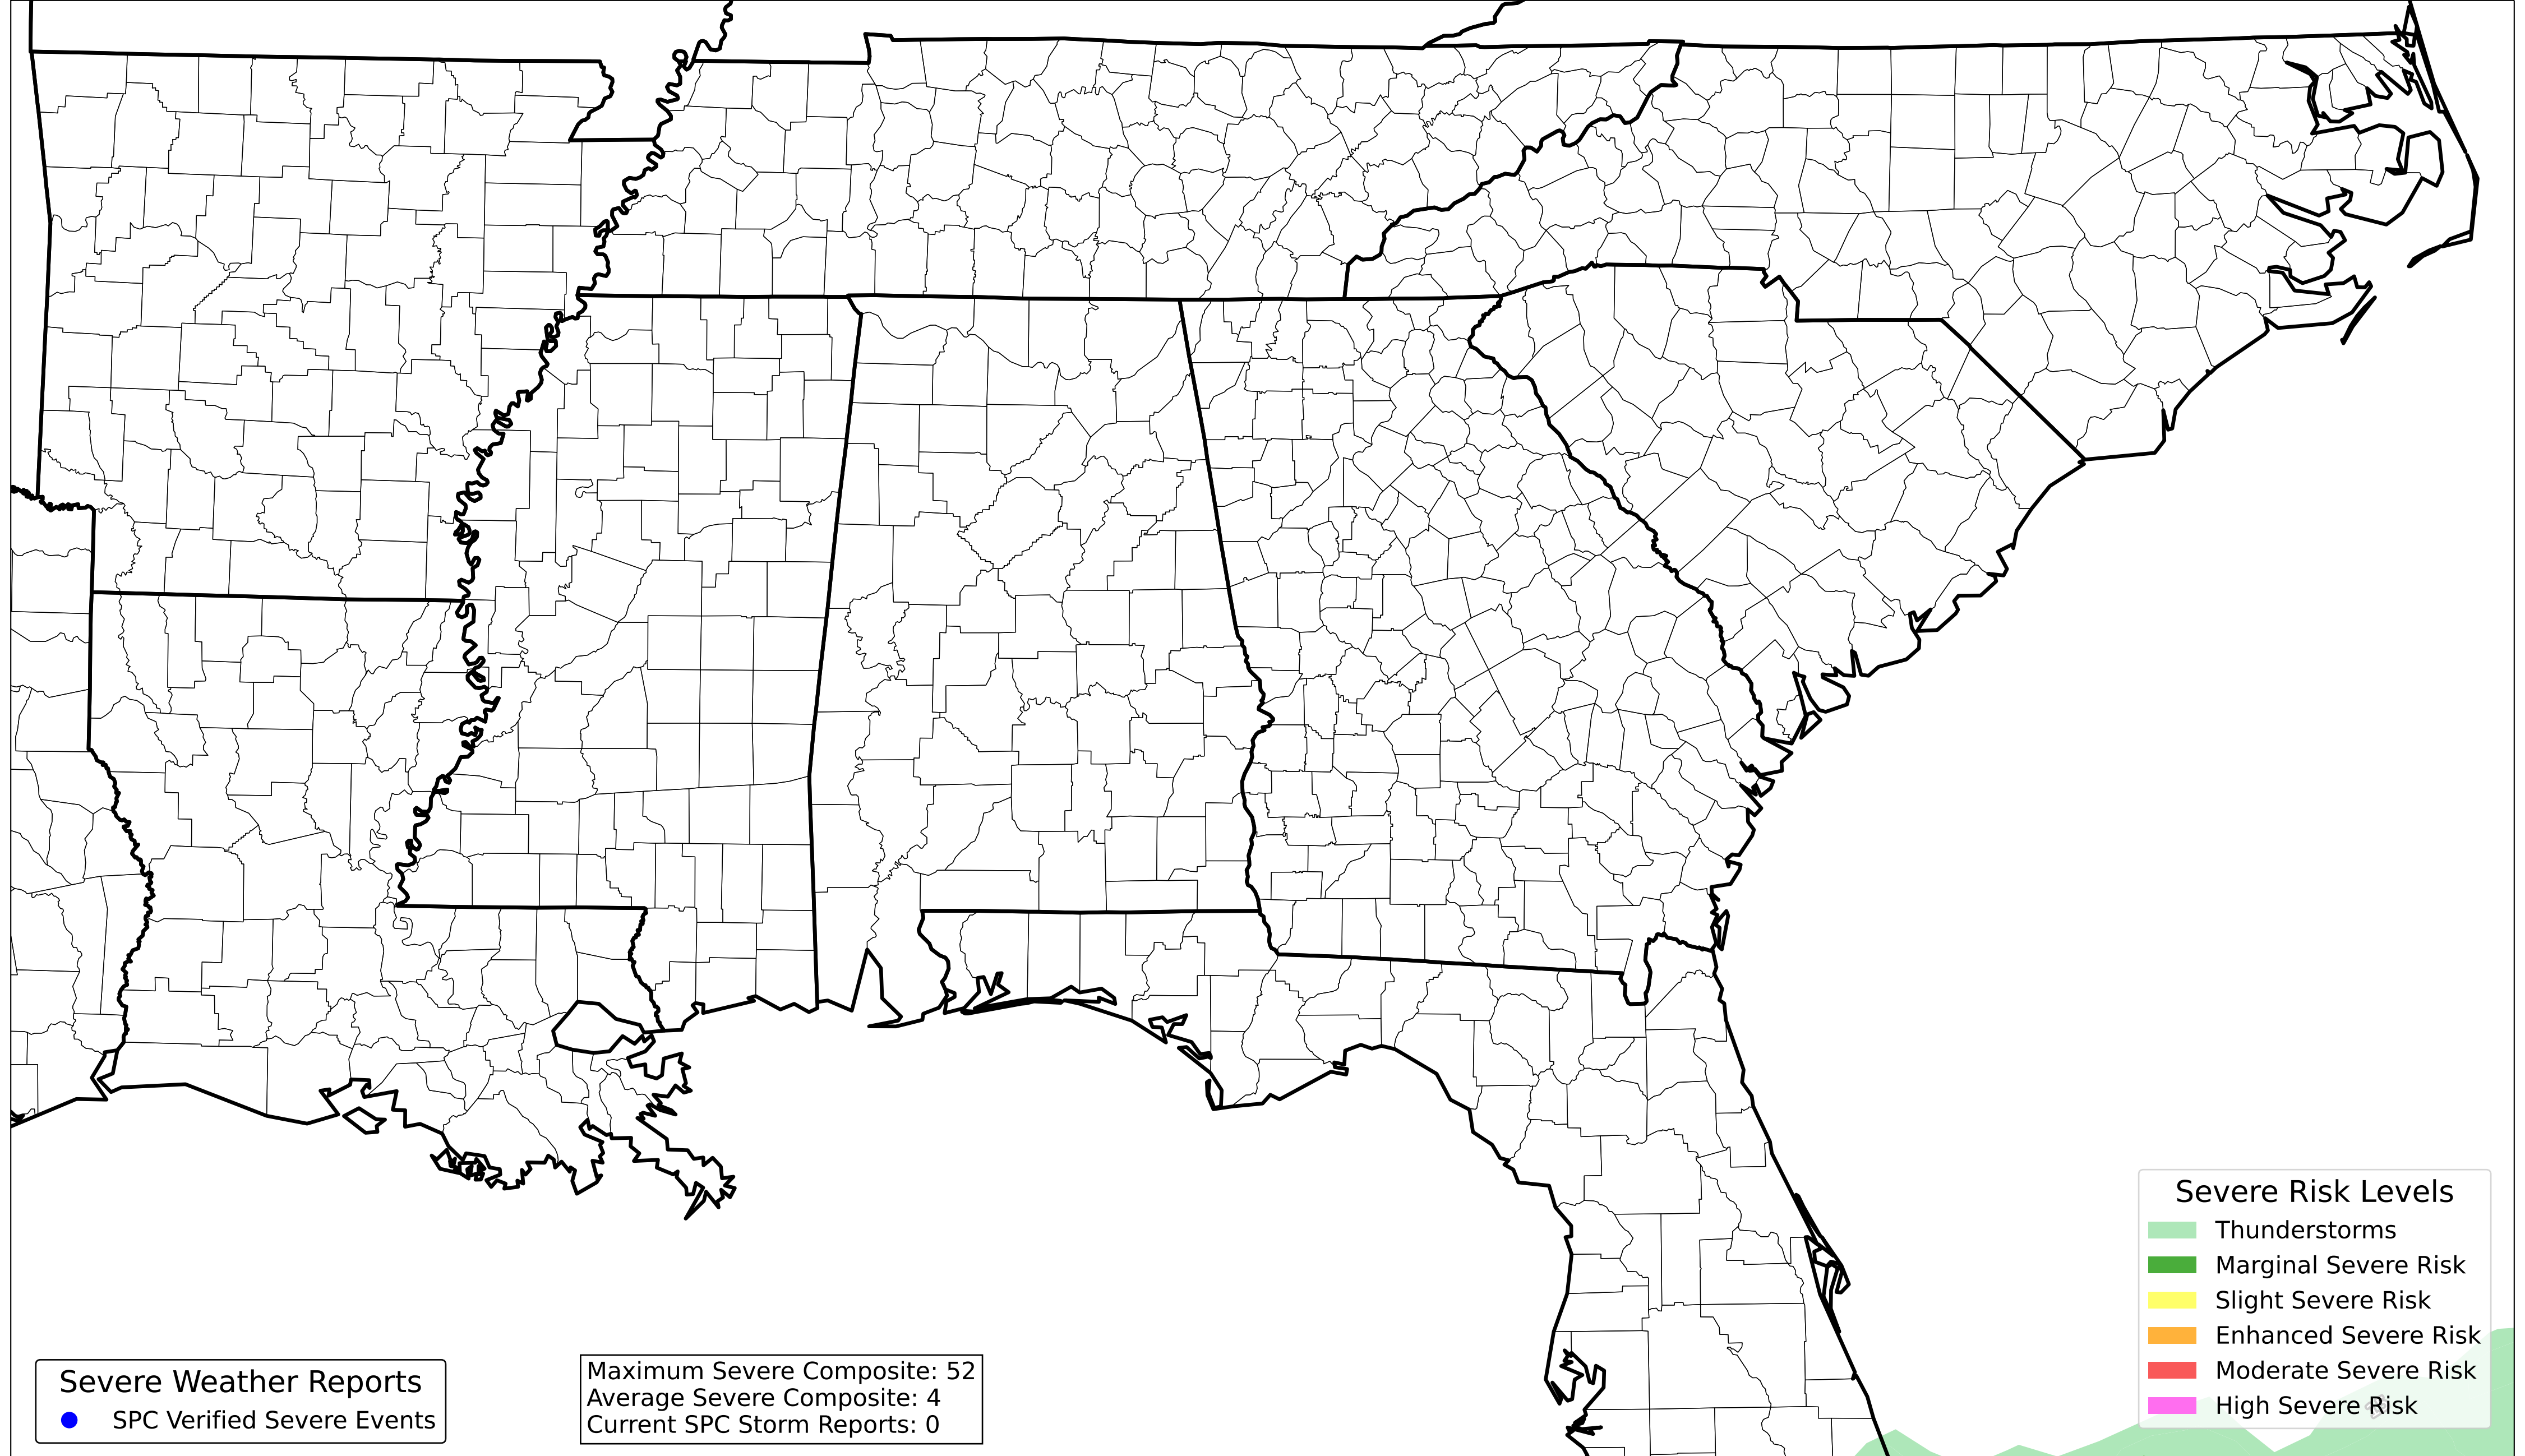 Severe Risk Levels
Thunderstorms
Marginal Severe Risk
Slight Severe Risk
Enhanced Severe Risk
Moderate Severe Risk
High Severe Risk
Severe Weather Reports
SPC Verified Severe Events
Maximum Severe Composite: 52
Average Severe Composite: 4
Current SPC Storm Reports: 0